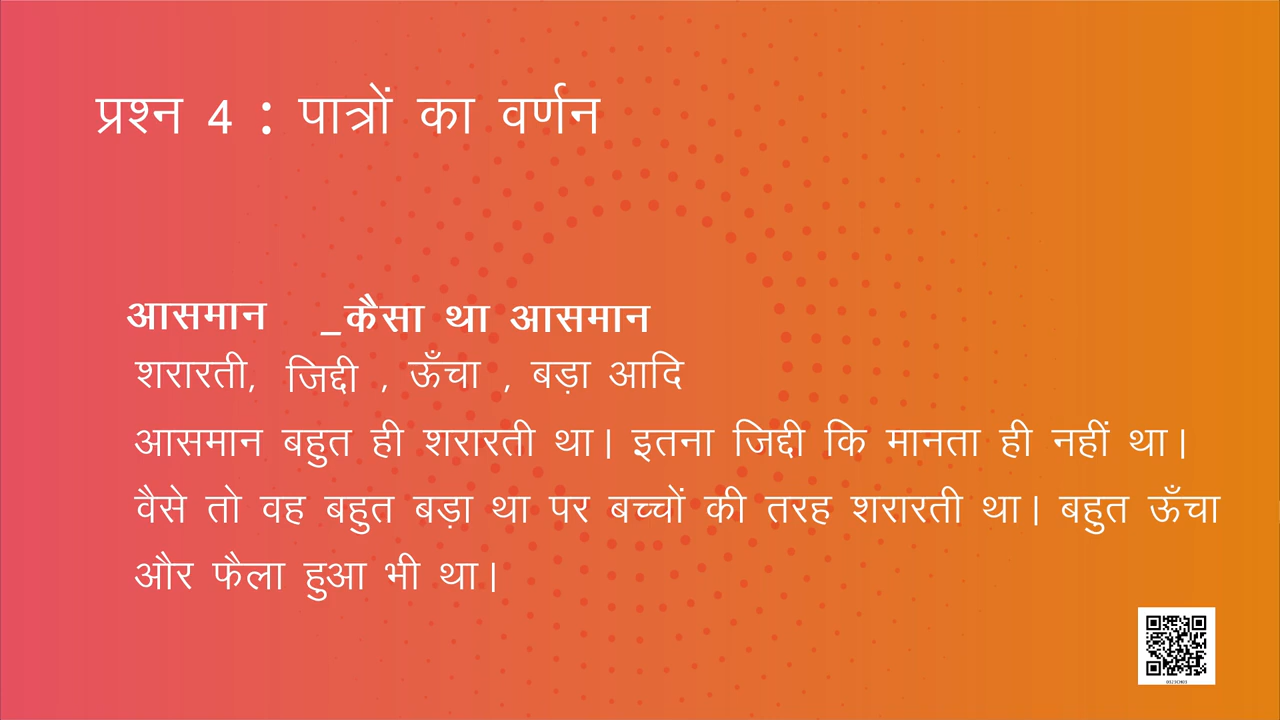 प्रश्न 4 : पात्रों का वर्णन
आसमान _कैसा था आसमान
शरारती, जिद्दी , ऊँचा , बड़ा आदि
आसमान बहुत ही शरारती था। इतना जिद्दी कि मानता ही नहीं था।
वैसे तो वह बहुत बड़ा था पर बच्चों की तरह शरारती था। बहुत ऊँचा
और फैला हुआ भी था।